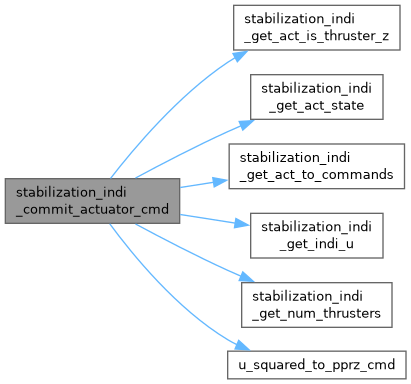 stabilization_indi
_get_act_is_thruster_z
stabilization_indi
_get_act_state
stabilization_indi
_commit_actuator_cmd
stabilization_indi
_get_act_to_commands
stabilization_indi
_get_indi_u
stabilization_indi
_get_num_thrusters
u_squared_to_pprz_cmd